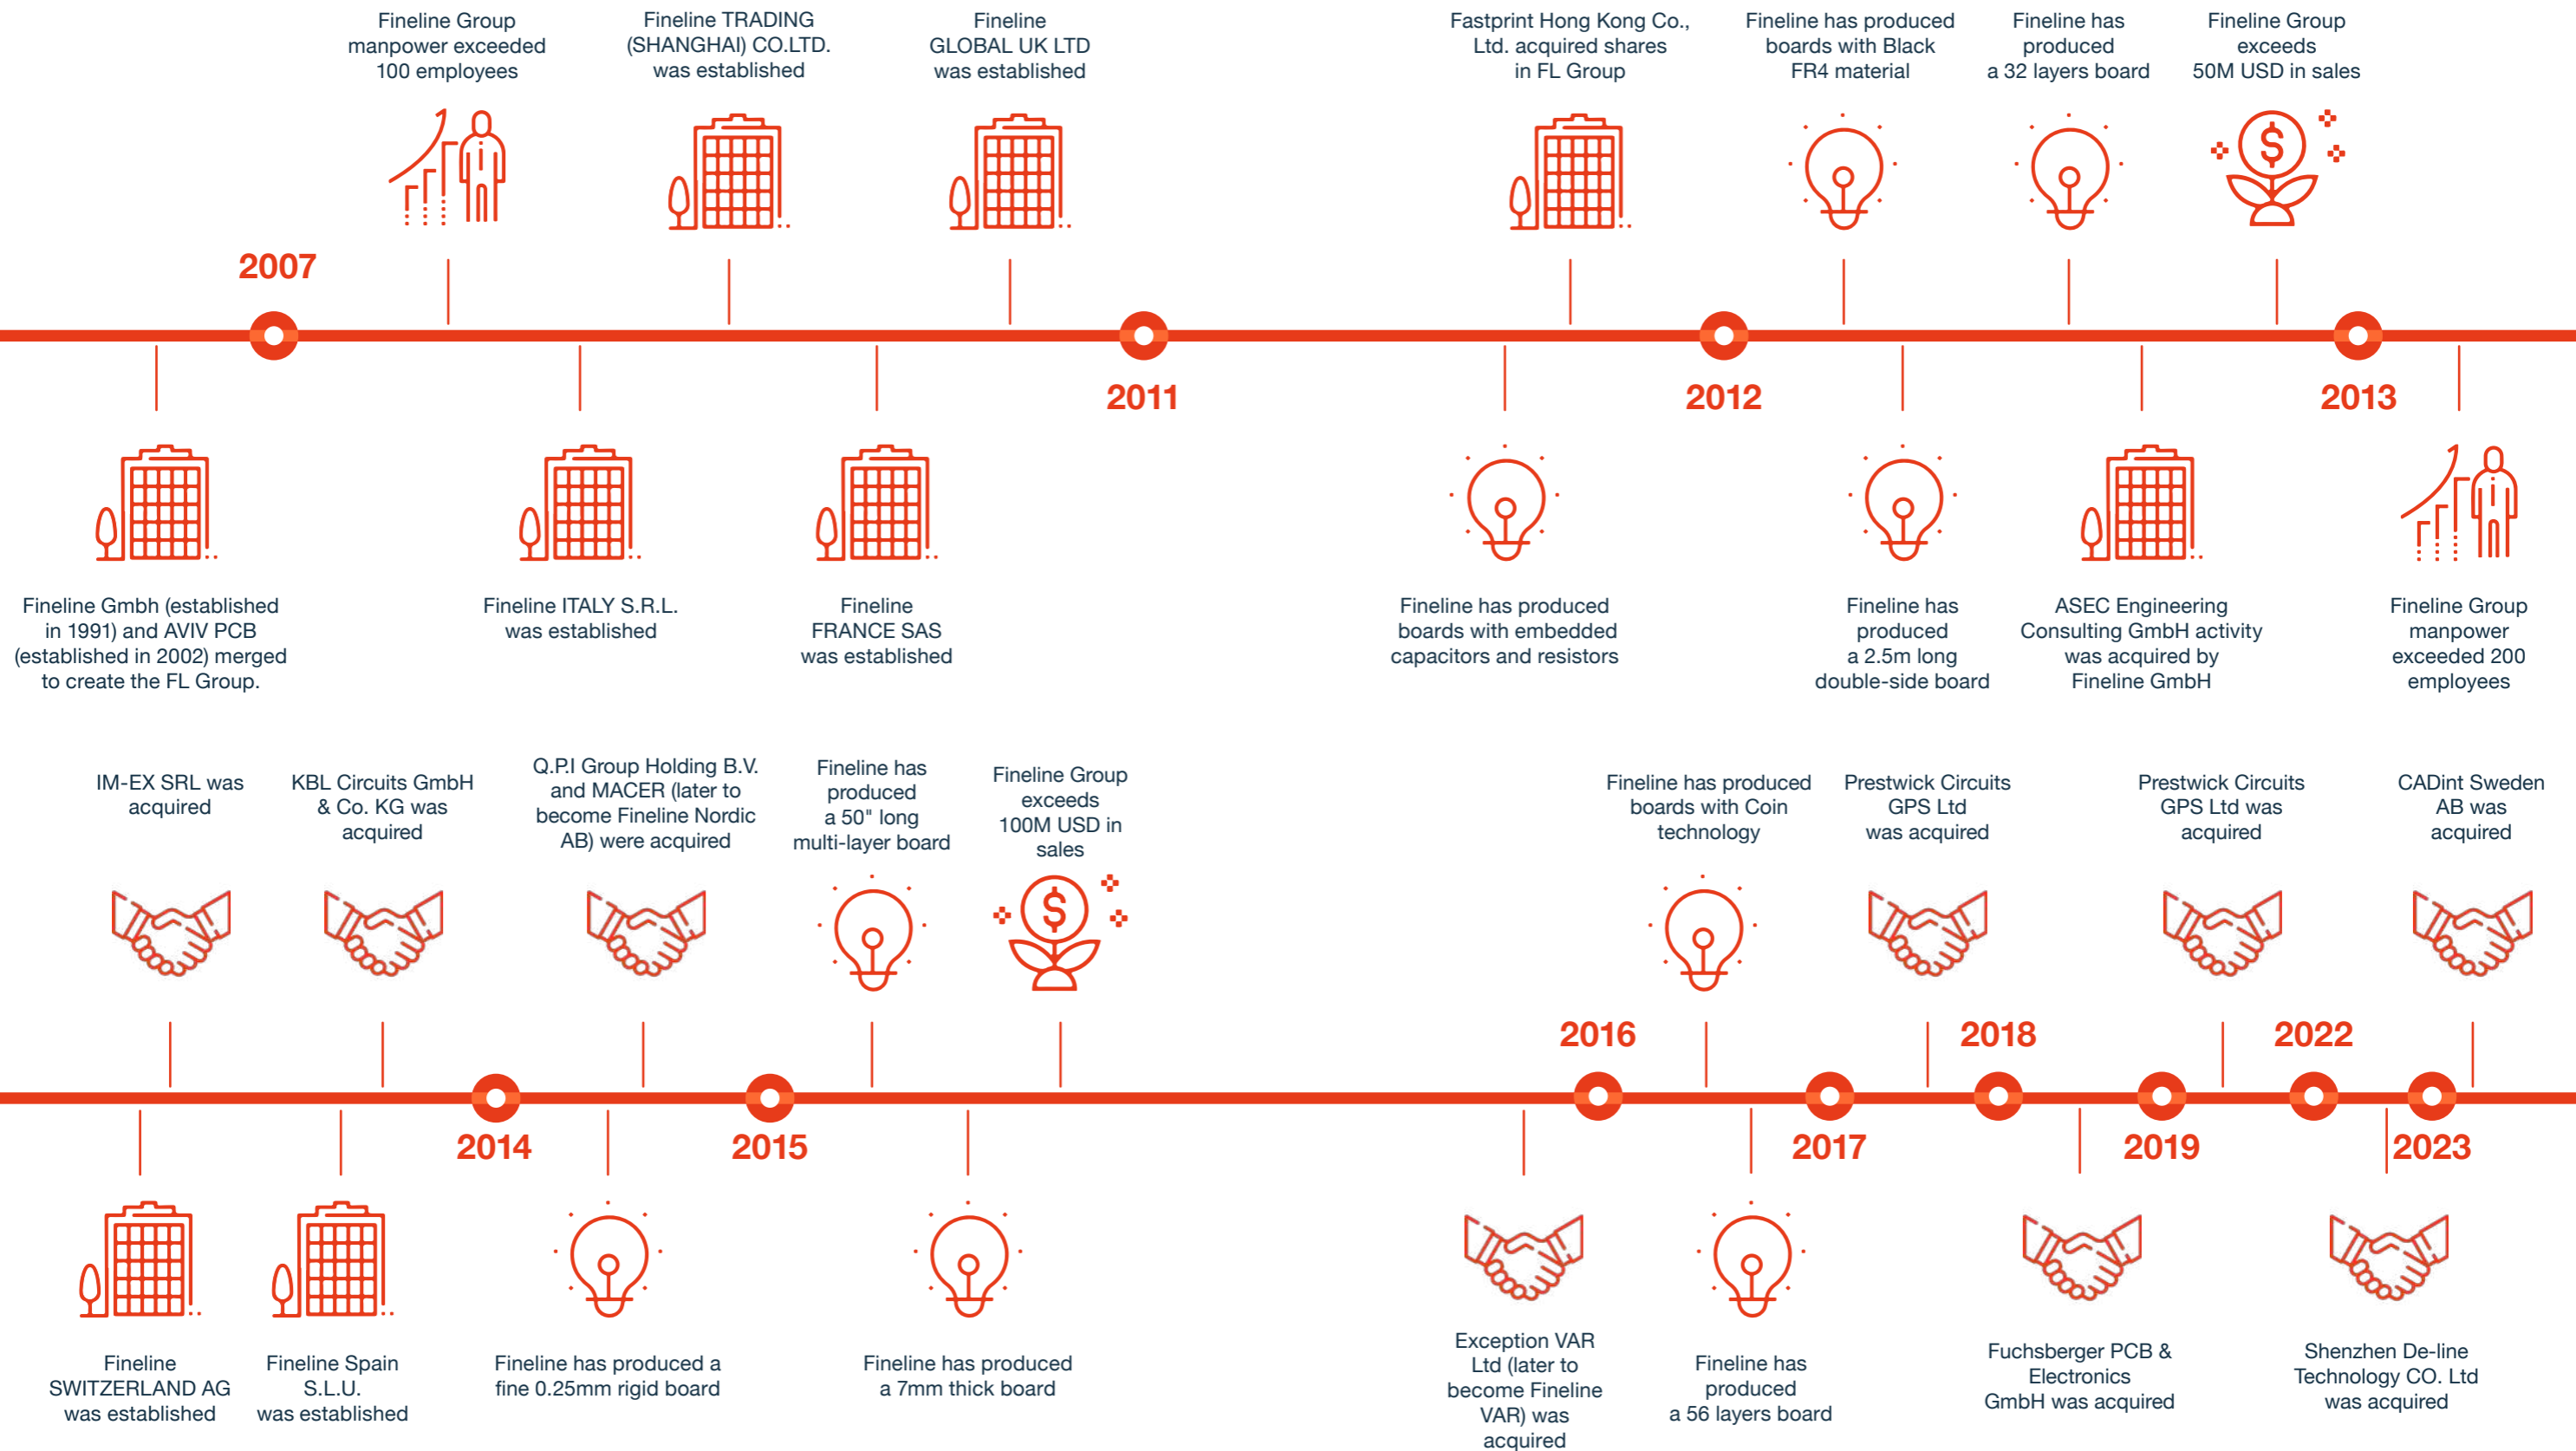 Fineline Group
manpower exceeded
100 employees
Fineline TRADING
(SHANGHAI) CO.LTD.
was established
Fineline
GLOBAL UK LTD
was established
Fastprint Hong Kong Co.,
Ltd. acquired shares
in FL Group
Fineline has produced
boards with Black
FR4 material
Fineline has
produced
a 32 layers board
Fineline Group
exceeds
50M USD in sales
$
2007
2011
2012
2013
Fineline Gmbh (established
in 1991) and AVIV PCB
(established in 2002) merged
to create the FL Group.
Fineline ITALY S.R.L.
was established
Fineline
FRANCE SAS
was established
Fineline has produced
boards with embedded
capacitors and resistors
Fineline has
produced
a 2.5m long
double-side board
ASEC Engineering
Consulting GmbH activity
was acquired by
Fineline GmbH
Fineline Group
manpower
exceeded 200
employees
IM-EX SRL was
acquired
KBL Circuits GmbH
& Co. KG was
acquired
Q.P.I Group Holding B.V.
and MACER (later to
become Fineline Nordic
AB) were acquired
Fineline has
produced
a 50" long
multi-layer board
Fineline Group
exceeds
100M USD in
sales
$
Fineline has produced
boards with Coin
technology
Prestwick Circuits
GPS Ltd
was acquired
Prestwick Circuits
GPS Ltd was
acquired
CADint Sweden
AB was
acquired
2016
2018
2022
2014
2015
2017
2019
2023
Fineline
SWITZERLAND AG
was established
Fineline Spain
S.L.U.
was established
Fineline has produced a
fine 0.25mm rigid board
Fineline has produced
a 7mm thick board
Exception VAR
Ltd (later to
become Fineline
VAR) was
acquired
Fineline has
produced
a 56 layers board
Fuchsberger PCB &
Electronics
GmbH was acquired
Shenzhen De-line
Technology CO. Ltd
was acquired